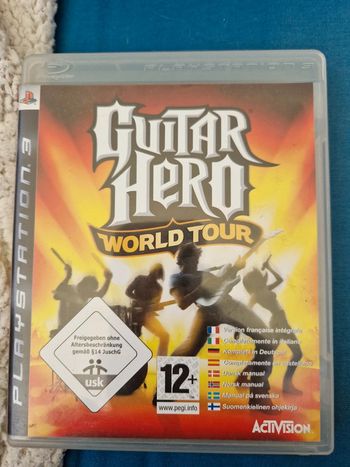 PLAYSTATION 3
PLAYSTATION 3
GUITAR
HERO
WORLD TOUR
Freigegeben ohne
Altersbeschränkung
gemäß §14 JuSchG
usk
12+
www.pegi.info
Version française intégrale
Completamente in italiano
Komplett in Deutsch
Completamente en castellano
Dansk manual
Norsk manual
Manual på svenska
Suomenkielinen ohjekirja
ACTIVISION